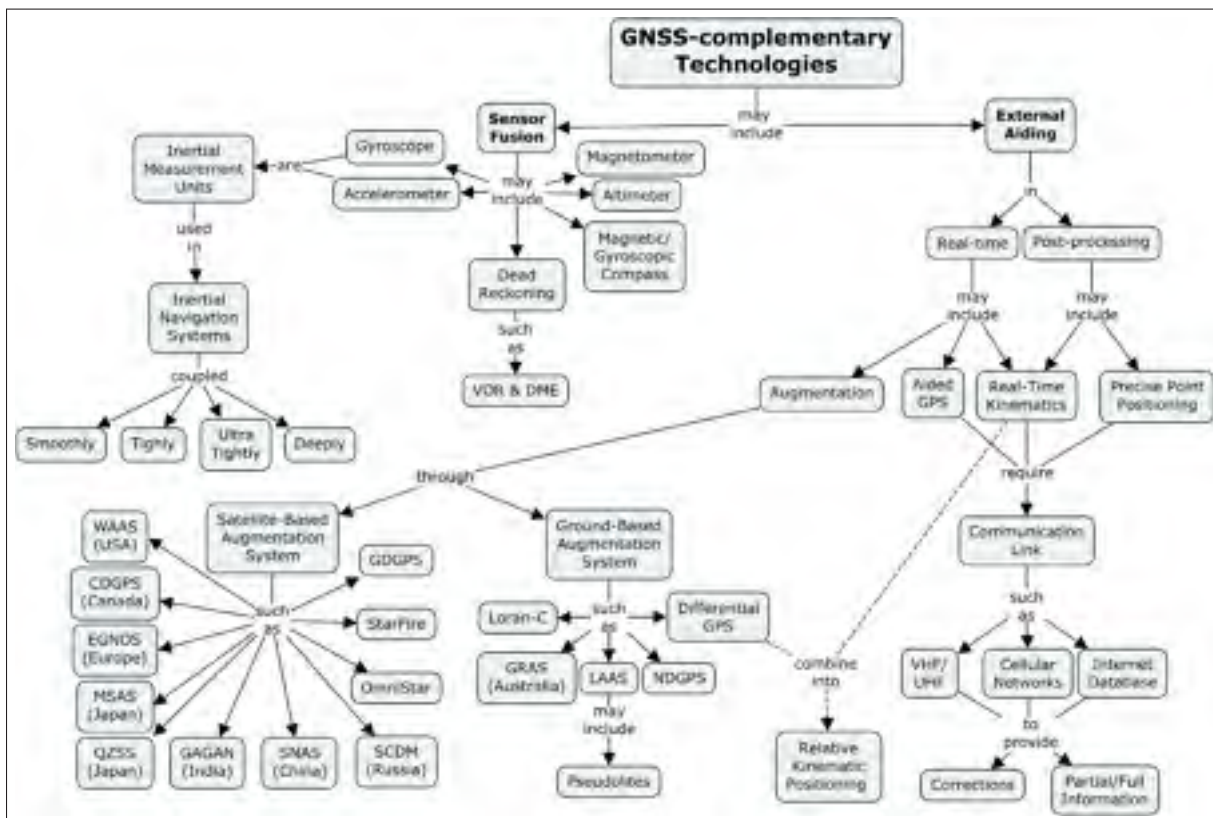 GNSS-complementary
Technologies
may
include
Sensor
Fusion
External
Aiding
Inertial
Measurement
Units
are
Gyroscope
Accelerometer
may
include
Magnetometer
Altimeter
Magnetic/
Gyroscopic
Compass
Dead
Reckoning
such
as
VOR & DME
used
in
Inertial
Navigation
Systems
coupled
Smoothly
Tighly
Ultra
Tightly
Deeply
in
Real-time
Post-processing
may
include
may
include
Augmentation
Aided
GPS
Real-Time
Kinematics
Precise Point
Positioning
through
require
Satellite-Based
Augmentation
System
Ground-Based
Augmentation
System
Communication
Link
WAAS
(USA)
CDGPS
(Canada)
EGNOS
(Europe)
MSAS
(Japan)
QZSS
(Japan)
GAGAN
(India)
SNAS
(China)
SCDM
(Russia)
such
as
GDGPS
StarFire
OmniStar
Loran-C
such
as
Differential
GPS
GRAS
(Australia)
LAAS
NDGPS
may
include
Pseudolites
combine
into
Relative
Kinematic
Positioning
such
as
VHF/
UHF
Cellular
Networks
Internet
Database
to
provide
Corrections
Partial/Full
Information